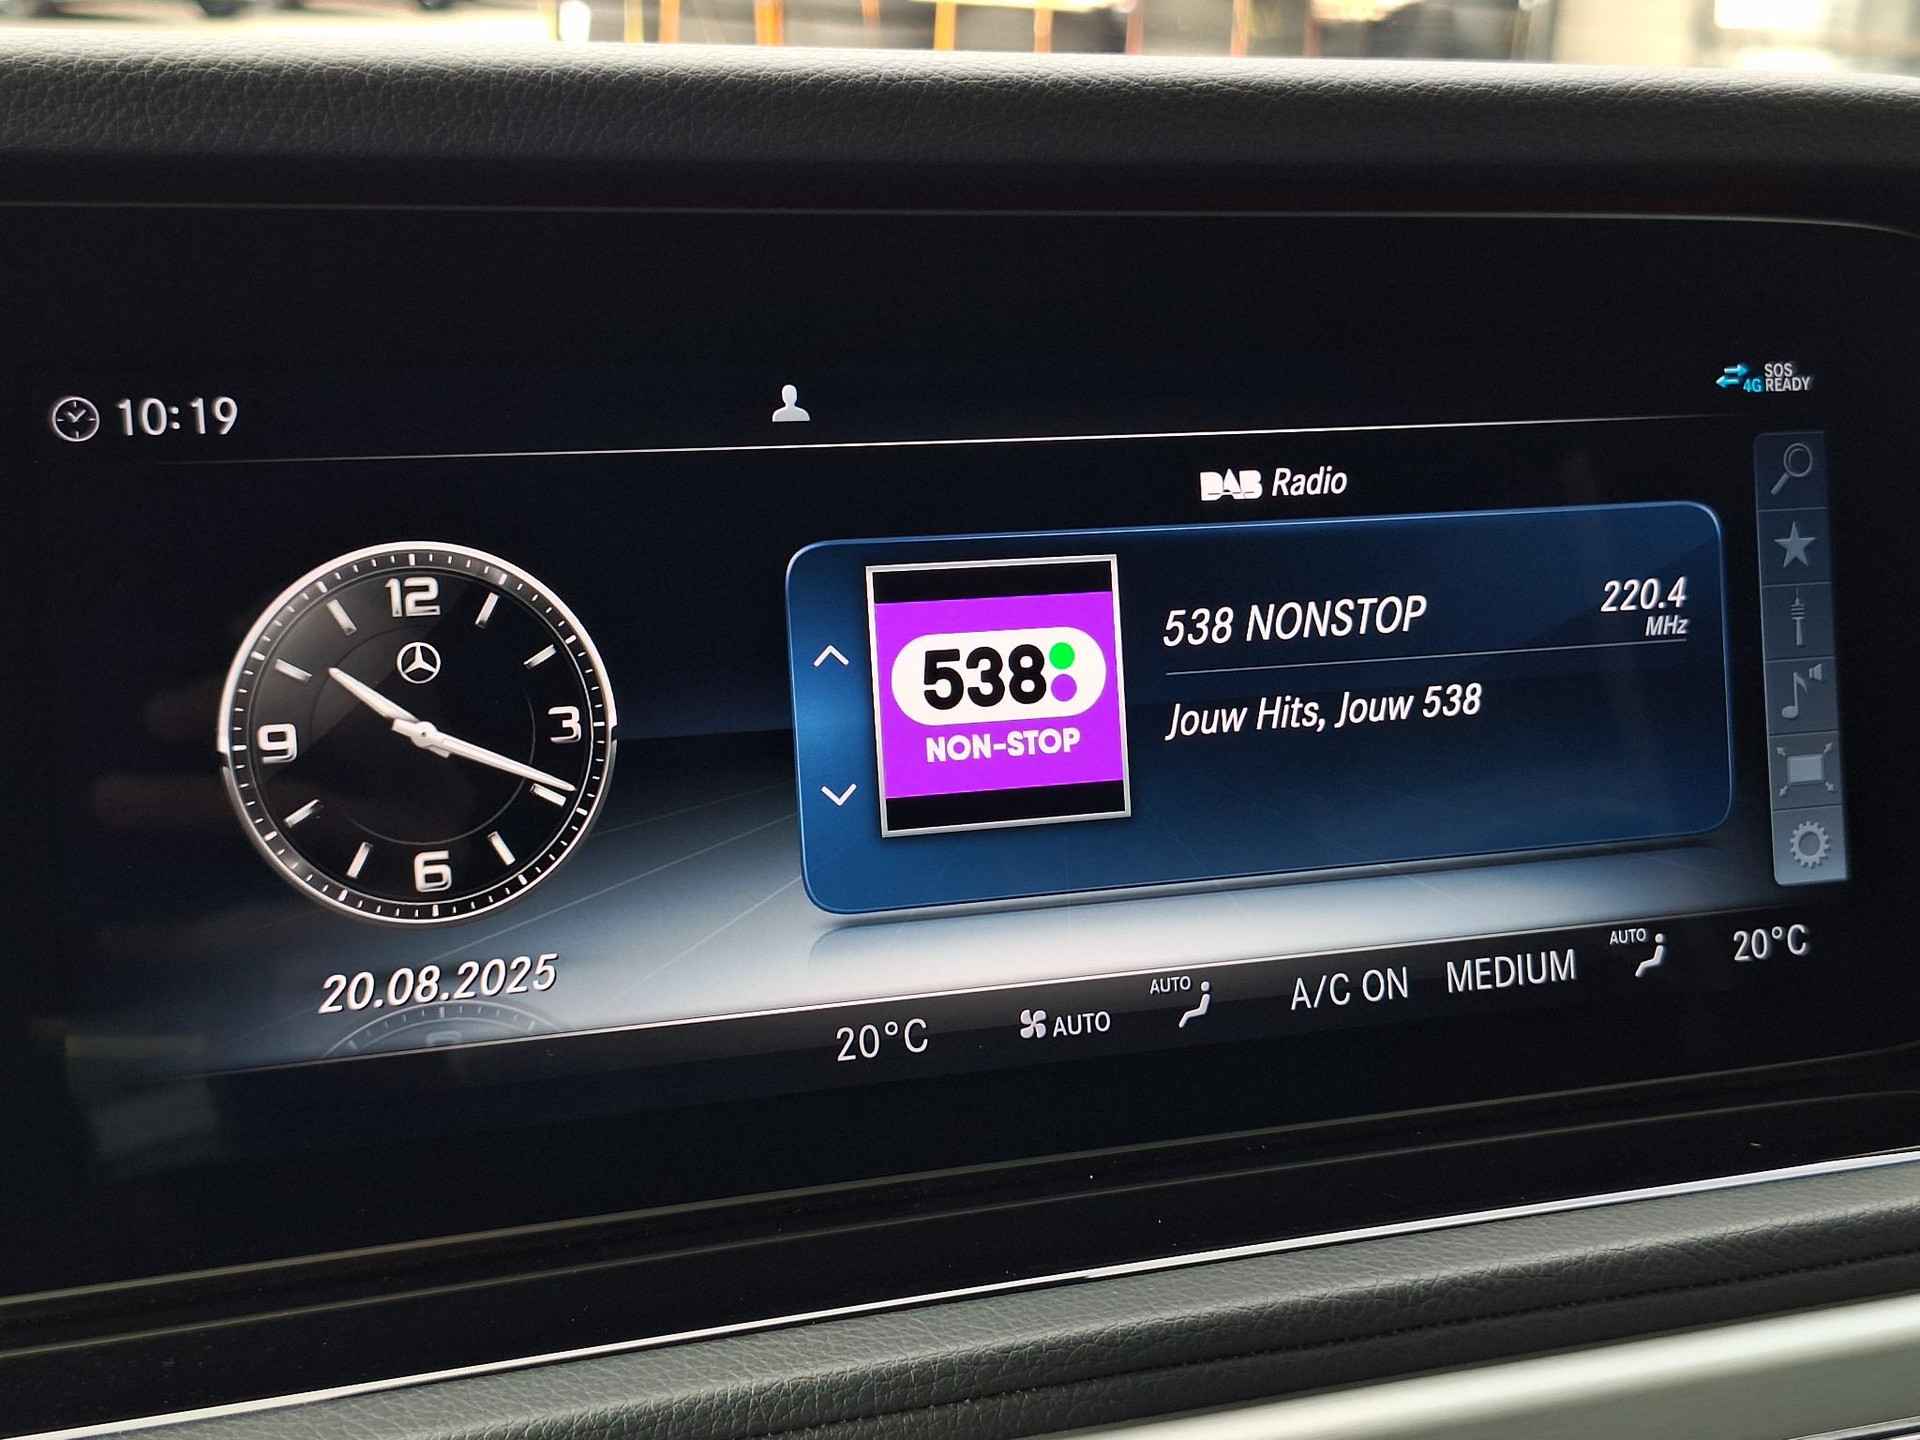 10:19
4G SOS
READY
DAB Radio
12
3
6
9
20.08.2025
538
NON-STOP
538 NONSTOP
220.4
MHz
Jouw Hits, Jouw 538
20°C
AUTO
AUTO
A/C ON
MEDIUM
AUTO
20°C